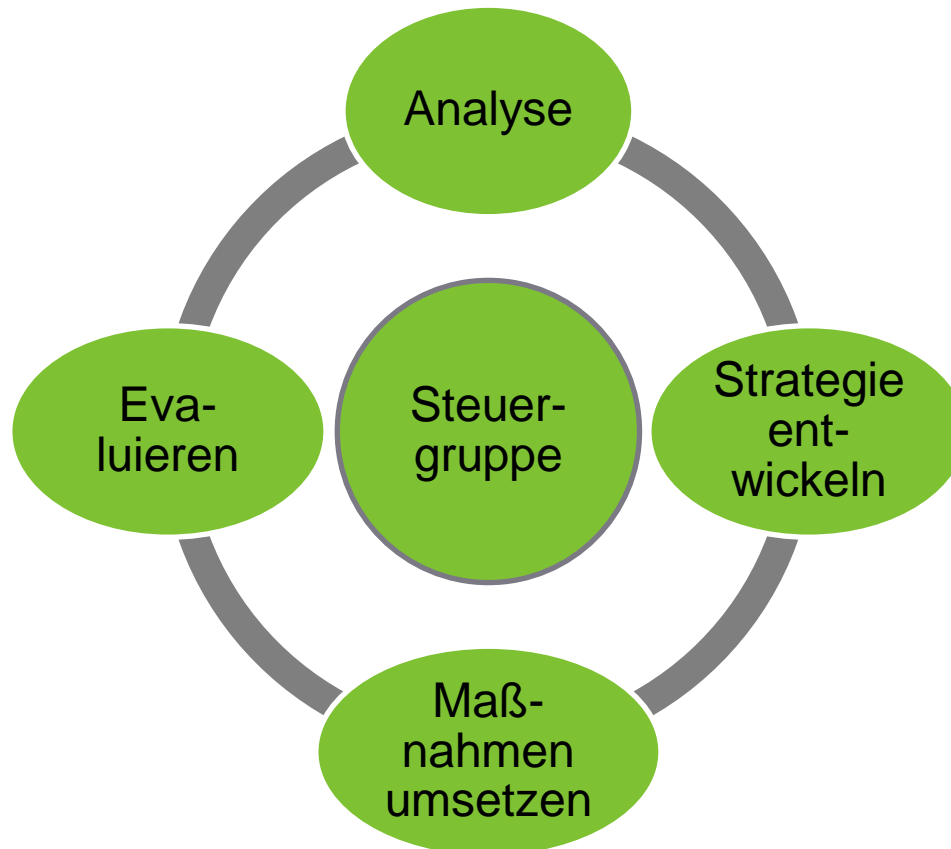 Analyse
Eva-
luieren
Steuer-
gruppe
Strategie
ent-
wickeln
Maß-
nahmen
umsetzen